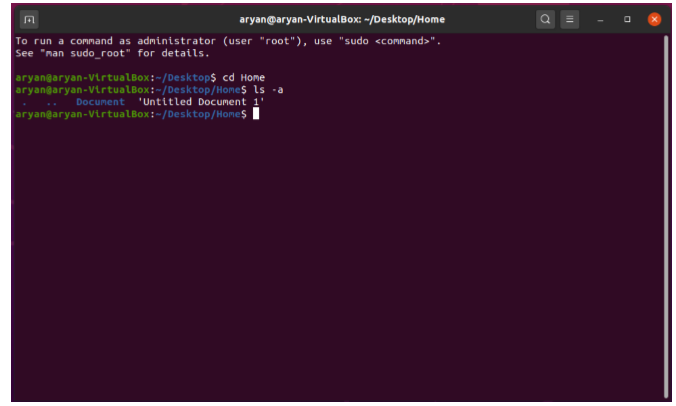 aryan@aryan-VirtualBox: ~/Desktop/Home
To run a command as administrator (user "root"), use "sudo <command>".
See "man sudo_root" for details.
aryan@aryan-VirtualBox:~/Desktop$ cd Home
aryan@aryan-VirtualBox:~/Desktop/Home$ ls -a
.   ..   Document  'Untitled Document 1'
aryan@aryan-VirtualBox:~/Desktop/Home$